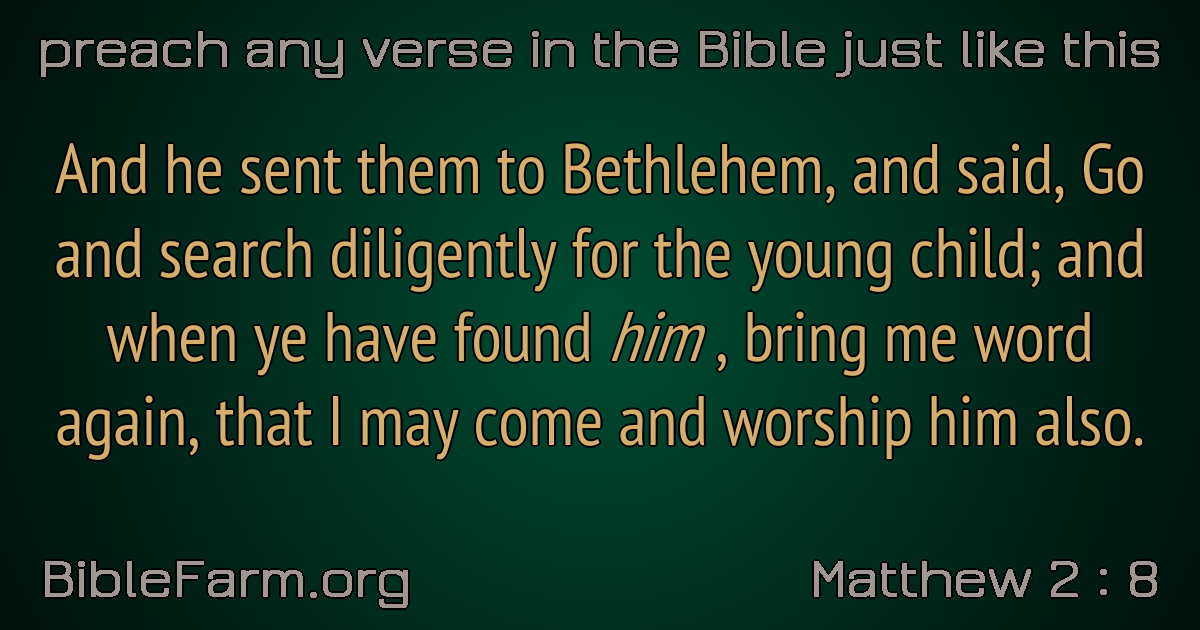 preach any verse in the Bible just like this
And he sent them to Bethlehem, and said, Go
and search diligently for the young child; and
when ye have found him , bring me word
again, that I may come and worship him also.
BibleFarm.org
Matthew 2 : 8